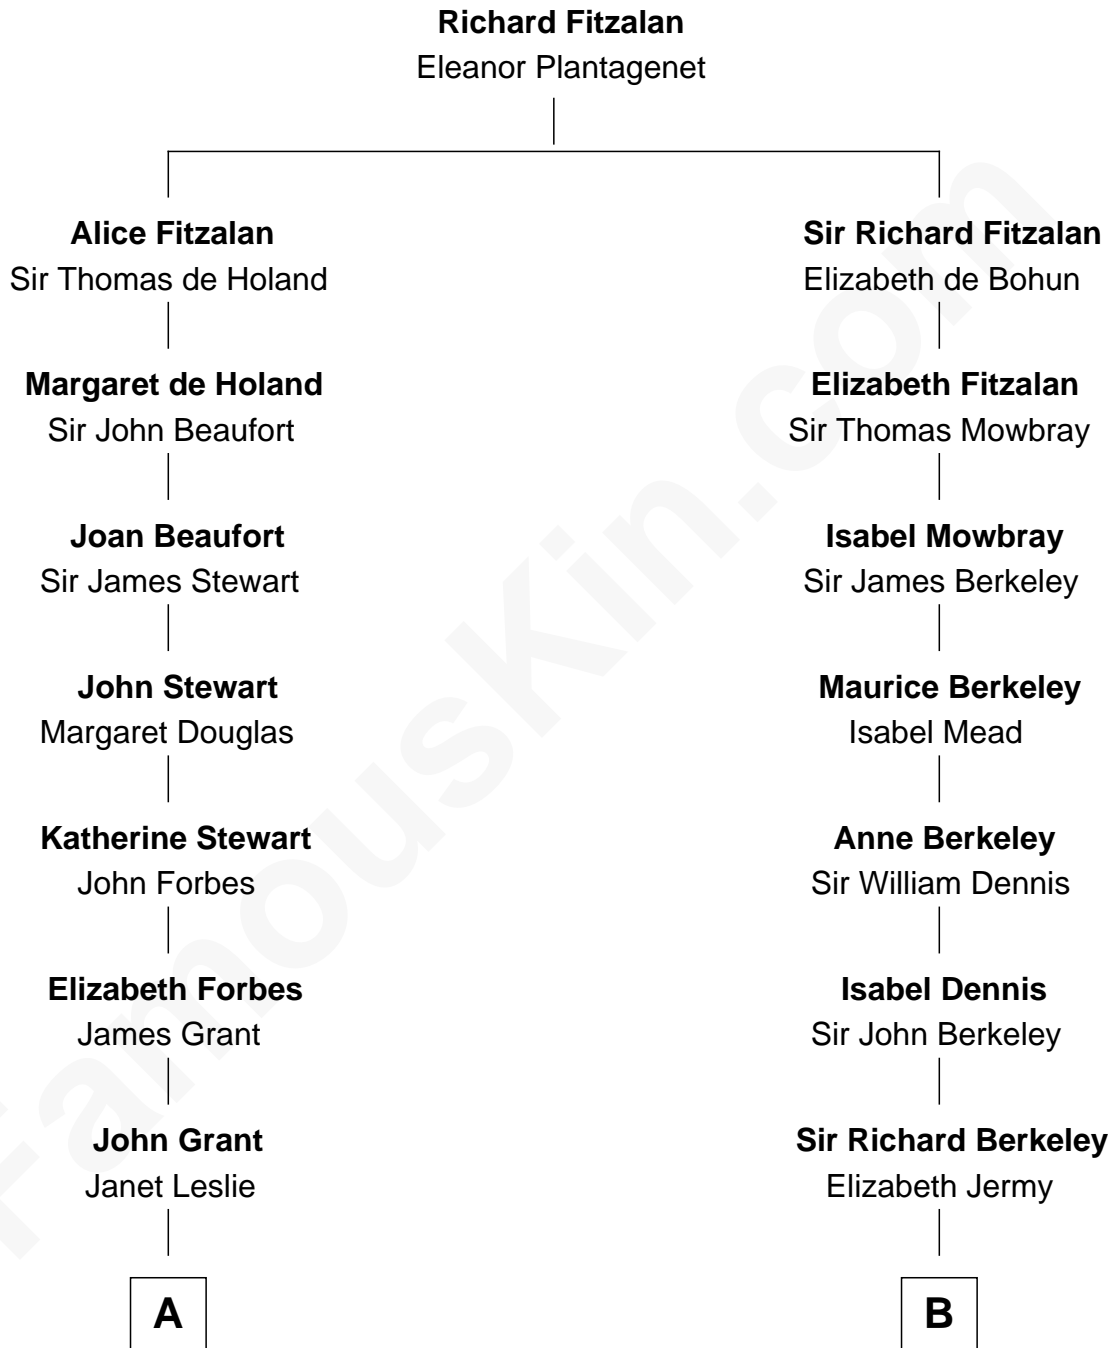 Richard Fitzalan
Eleanor Plantagenet
Alice Fitzalan
Sir Thomas de Holand
Margaret de Holand
Sir John Beaufort
Joan Beaufort
Sir James Stewart
John Stewart
Margaret Douglas
Katherine Stewart
John Forbes
Elizabeth Forbes
James Grant
John Grant
Janet Leslie
A
Sir Richard Fitzalan
Elizabeth de Bohun
Elizabeth Fitzalan
Sir Thomas Mowbray
Isabel Mowbray
Sir James Berkeley
Maurice Berkeley
Isabel Mead
Anne Berkeley
Sir William Dennis
Isabel Dennis
Sir John Berkeley
Sir Richard Berkeley
Elizabeth Jermy
B
FamousKin.com